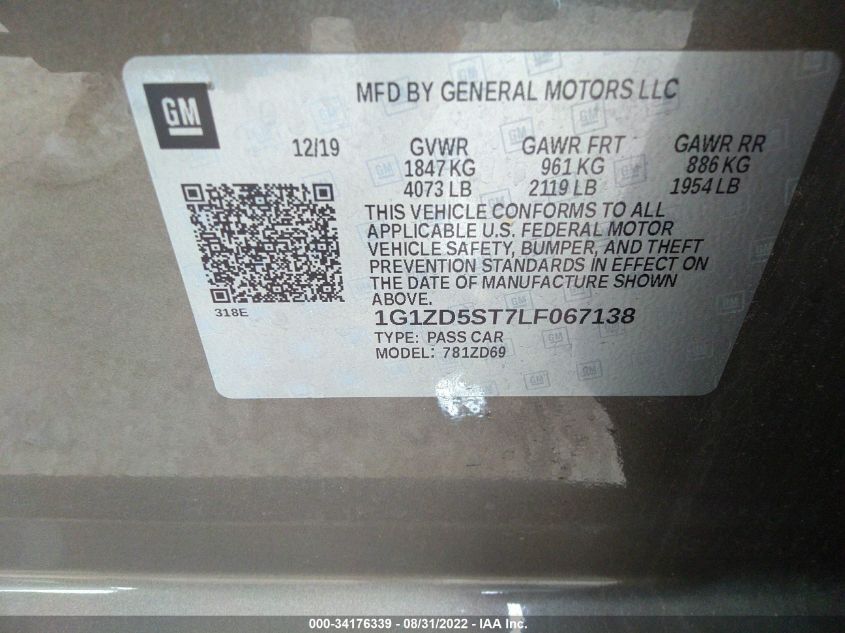 GM
MFD BY GENERAL MOTORS LLC
12/19 GVWR GAWR FRT GAWR RR
1847 KG 961 KG 886 KG
4073 LB 2119 LB 1954 LB
THIS VEHICLE CONFORMS TO ALL
APPLICABLE U.S. FEDERAL MOTOR
VEHICLE SAFETY, BUMPER, AND THEFT
PREVENTION STANDARDS IN EFFECT ON
THE DATE OF MANUFACTURE SHOWN
ABOVE.
318E
1G1ZD5ST7LF067138
TYPE: PASS CAR
MODEL: 781ZD69
000-34176339 - 08/31/2022 - IAA Inc.